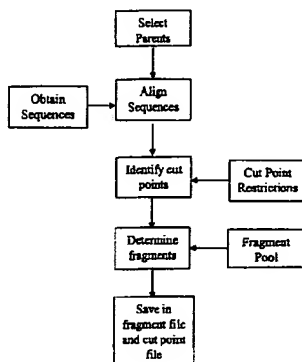 Select
Parents
Obtain
Sequences
Align
Sequences
Identify cut
points
Cut Point
Restrictions
Determine
fragments
Fragment
Pool
Save in
fragment file
and cut point
file